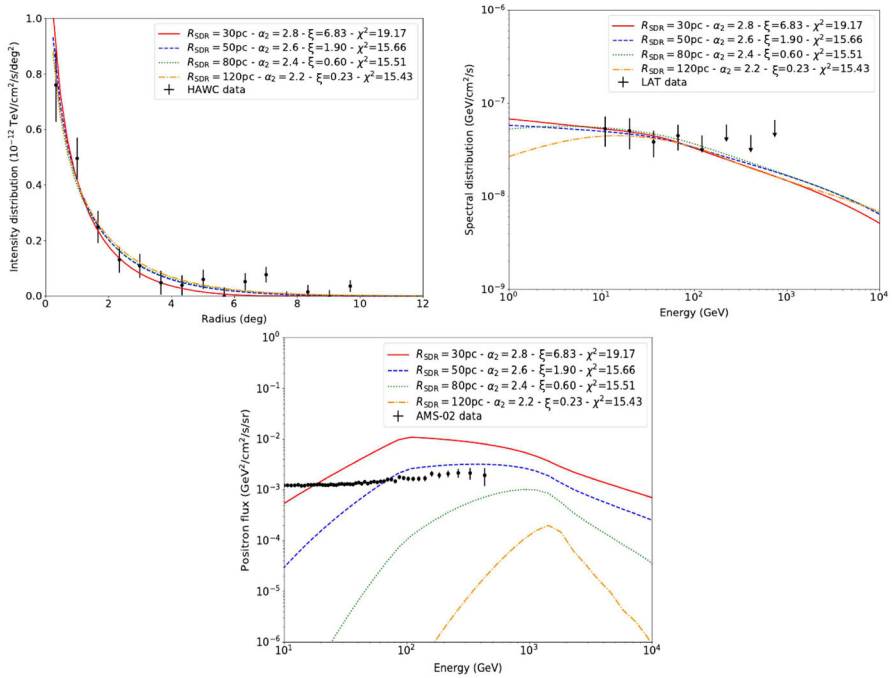 R_SDR = 30pc - α₂ = 2.8 - ξ=6.83 - χ²=19.17
R_SDR = 50pc - α₂ = 2.6 - ξ=1.90 - χ²=15.66
R_SDR = 80pc - α₂ = 2.4 - ξ=0.60 - χ²=15.51
R_SDR = 120pc - α₂ = 2.2 - ξ=0.23 - χ²=15.43
HAWC data
Intensity distribution (10⁻¹² TeV/cm²/s/deg²)
1.0
0.8
0.6
0.4
0.2
0.0
0 2 4 6 8 10 12
Radius (deg)
R_SDR = 30pc - α₂ = 2.8 - ξ=6.83 - χ²=19.17
R_SDR = 50pc - α₂ = 2.6 - ξ=1.90 - χ²=15.66
R_SDR = 80pc - α₂ = 2.4 - ξ=0.60 - χ²=15.51
R_SDR = 120pc - α₂ = 2.2 - ξ=0.23 - χ²=15.43
LAT data
Spectral distribution (GeV/cm²/s)
10⁻⁶
10⁻⁷
10⁻⁸
10⁻⁹
10⁰ 10¹ 10² 10³ 10⁴
Energy (GeV)
R_SDR = 30pc - α₂ = 2.8 - ξ=6.83 - χ²=19.17
R_SDR = 50pc - α₂ = 2.6 - ξ=1.90 - χ²=15.66
R_SDR = 80pc - α₂ = 2.4 - ξ=0.60 - χ²=15.51
R_SDR = 120pc - α₂ = 2.2 - ξ=0.23 - χ²=15.43
AMS-02 data
Positron flux (GeV²/cm²/s/sr)
10⁰
10⁻¹
10⁻²
10⁻³
10⁻⁴
10⁻⁵
10⁻⁶
10¹ 10² 10³ 10⁴
Energy (GeV)